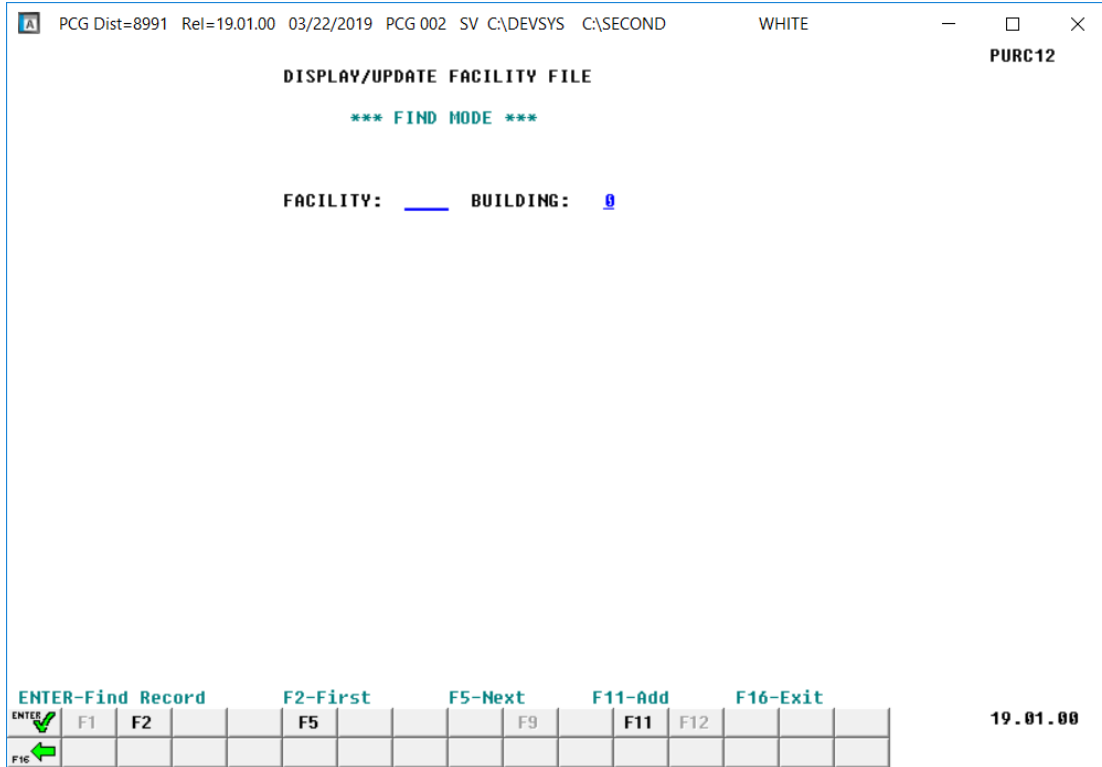 PCG Dist=8991 Rel=19.01.00 03/22/2019 PCG 002 SV C:\DEVSYS C:\SECOND WHITE
PURC12
DISPLAY/UPDATE FACILITY FILE
*** FIND MODE ***
FACILITY: ____ BUILDING: 0
ENTER-Find Record F2-First F5-Next F11-Add F16-Exit
ENTER F1 F2 F5 F9 F11 F12
19.01.00
F16